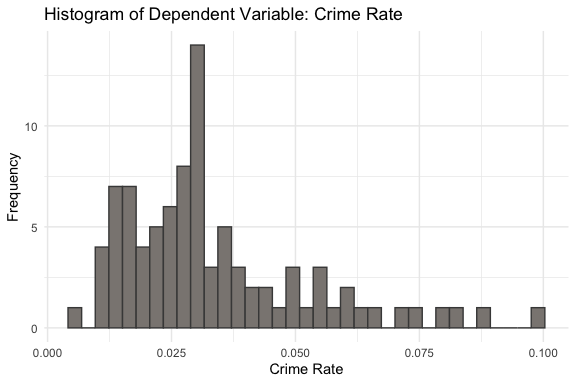 Histogram of Dependent Variable: Crime Rate
Frequency
10
5
0
0.000 0.025 0.050 0.075 0.100
Crime Rate